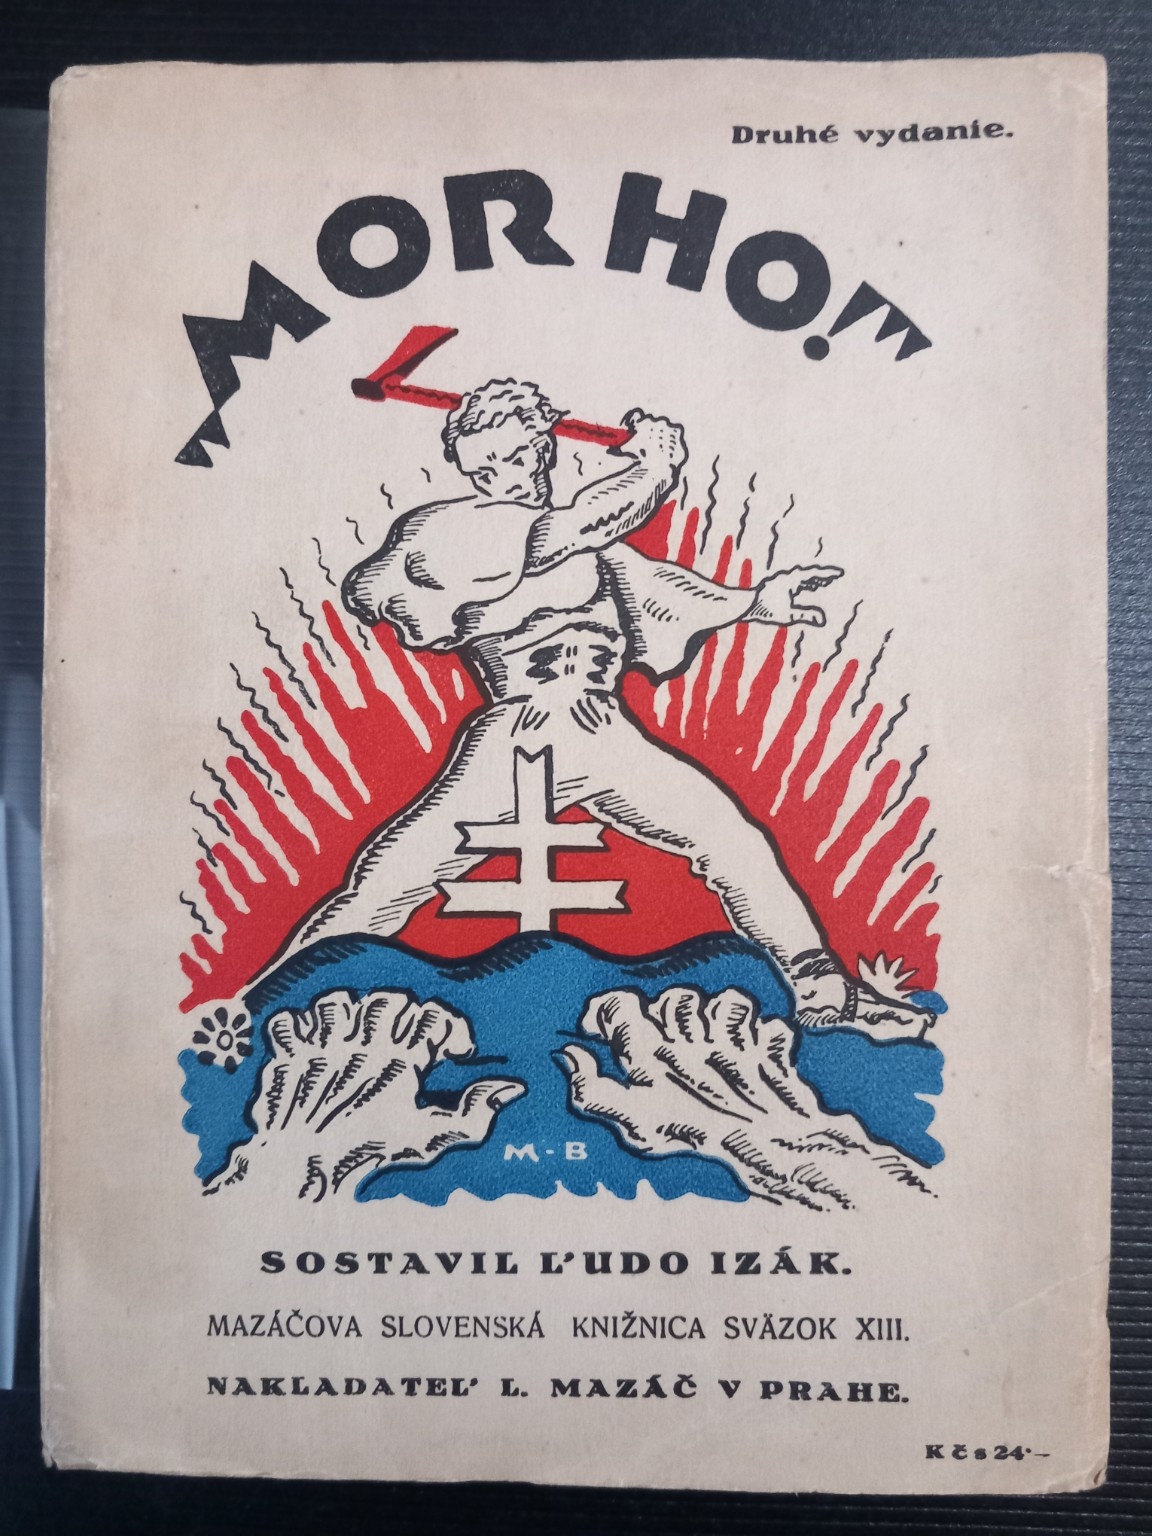 Druhé vydanie.
„MOR HO!"
M-B
SOSTAVIL ĽUDO IZÁK.
MAZÁČOVA SLOVENSKÁ KNIŽNICA SVÄZOK XIII.
NAKLADATEĽ L. MAZÁČ V PRAHE.
Kčs 24·–